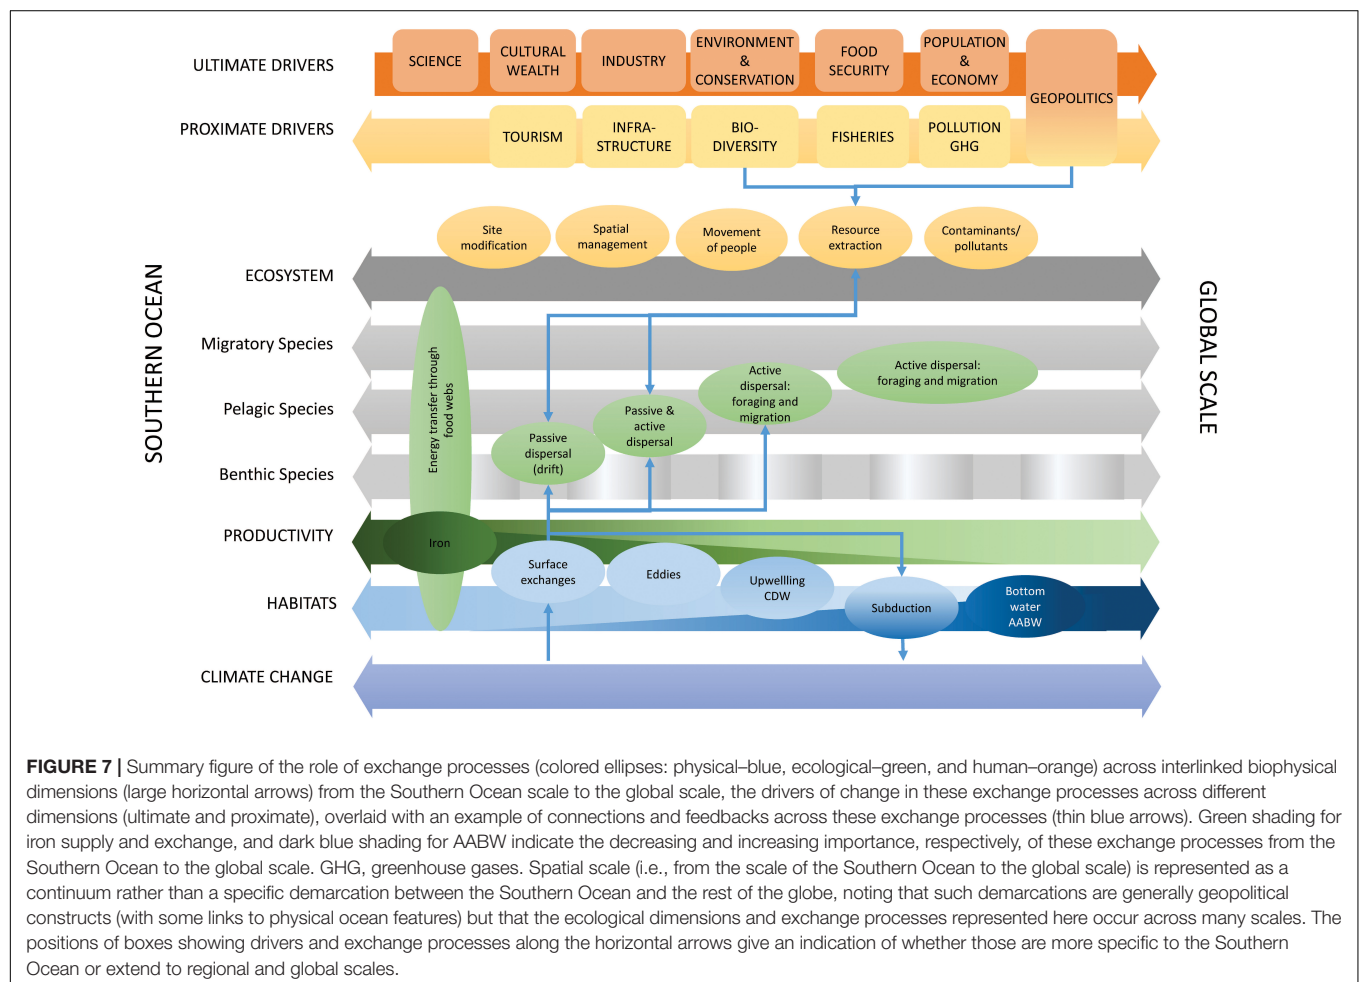 ULTIMATE DRIVERS
SCIENCE
CULTURAL
WEALTH
INDUSTRY
ENVIRONMENT
&
CONSERVATION
FOOD
SECURITY
POPULATION
&
ECONOMY
GEOPOLITICS
PROXIMATE DRIVERS
TOURISM
INFRA-
STRUCTURE
BIO-
DIVERSITY
FISHERIES
POLLUTION
GHG
Site
modification
Spatial
management
Movement
of people
Resource
extraction
Contaminants/
pollutants
SOUTHERN OCEAN
GLOBAL SCALE
ECOSYSTEM
Migratory Species
Pelagic Species
Benthic Species
PRODUCTIVITY
HABITATS
CLIMATE CHANGE
Energy transfer through
food webs
Passive
dispersal
(drift)
Passive &
active
dispersal
Active
dispersal:
foraging and
migration
Active dispersal:
foraging and migration
Iron
Surface
exchanges
Eddies
Upwellling
CDW
Subduction
Bottom
water
AABW
FIGURE 7 | Summary figure of the role of exchange processes (colored ellipses: physical–blue, ecological–green, and human–orange) across interlinked biophysical
dimensions (large horizontal arrows) from the Southern Ocean scale to the global scale, the drivers of change in these exchange processes across different
dimensions (ultimate and proximate), overlaid with an example of connections and feedbacks across these exchange processes (thin blue arrows). Green shading for
iron supply and exchange, and dark blue shading for AABW indicate the decreasing and increasing importance, respectively, of these exchange processes from the
Southern Ocean to the global scale. GHG, greenhouse gases. Spatial scale (i.e., from the scale of the Southern Ocean to the global scale) is represented as a
continuum rather than a specific demarcation between the Southern Ocean and the rest of the globe, noting that such demarcations are generally geopolitical
constructs (with some links to physical ocean features) but that the ecological dimensions and exchange processes represented here occur across many scales. The
positions of boxes showing drivers and exchange processes along the horizontal arrows give an indication of whether those are more specific to the Southern
Ocean or extend to regional and global scales.